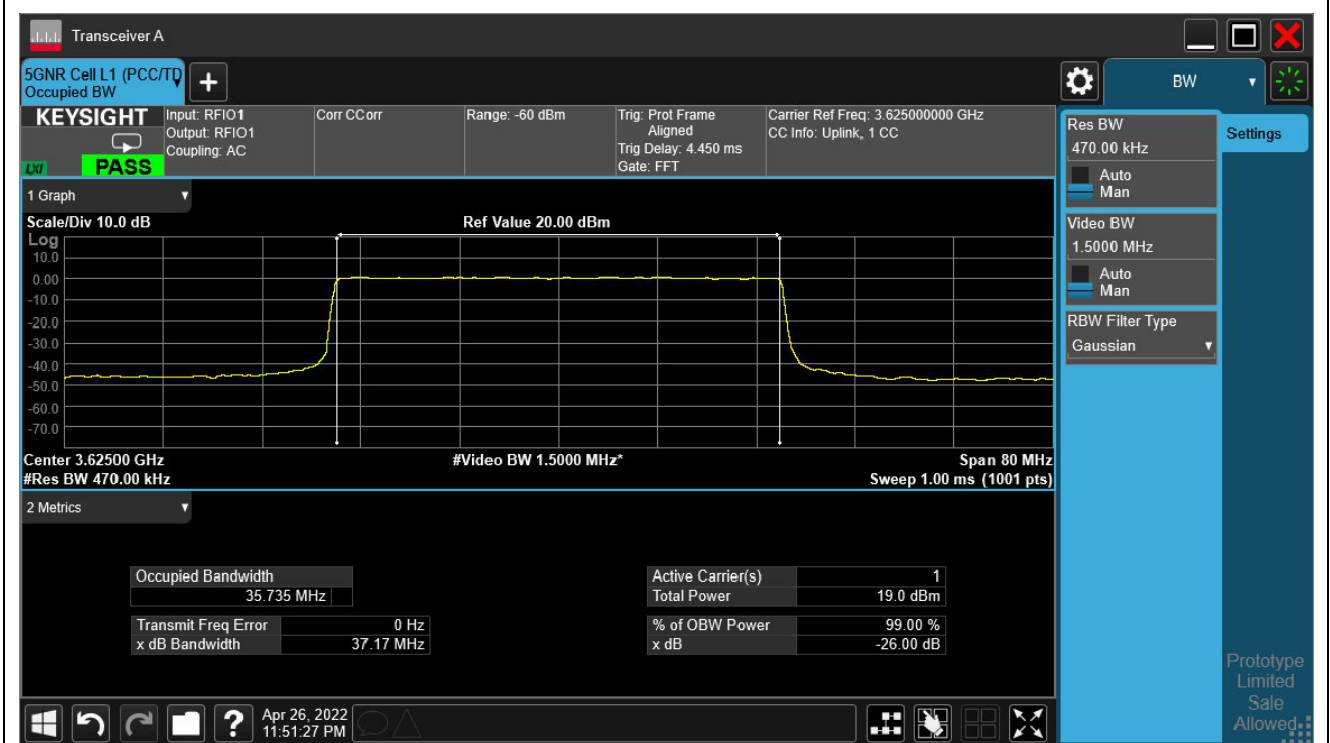 Transceiver A
5GNR Cell L1 (PCC/TD
Occupied BW
+
BW
KEYSIGHT
LXI
PASS
Input: RFIO1
Output: RFIO1
Coupling: AC
Corr CCorr
Range: -60 dBm
Trig: Prot Frame
Aligned
Trig Delay: 4.450 ms
Gate: FFT
Carrier Ref Freq: 3.625000000 GHz
CC Info: Uplink, 1 CC
Res BW
470.00 kHz
Auto
Man
Settings
Video BW
1.5000 MHz
Auto
Man
RBW Filter Type
Gaussian
1 Graph
Scale/Div 10.0 dB
Ref Value 20.00 dBm
Log
10.0
0.00
-10.0
-20.0
-30.0
-40.0
-50.0
-60.0
-70.0
Center 3.62500 GHz
#Video BW 1.5000 MHz*
Span 80 MHz
#Res BW 470.00 kHz
Sweep 1.00 ms (1001 pts)
2 Metrics
Occupied Bandwidth
35.735 MHz
Transmit Freq Error 0 Hz
x dB Bandwidth 37.17 MHz
Active Carrier(s) 1
Total Power 19.0 dBm
% of OBW Power 99.00 %
x dB -26.00 dB
Prototype
Limited
Sale
Allowed
?
Apr 26, 2022
11:51:27 PM